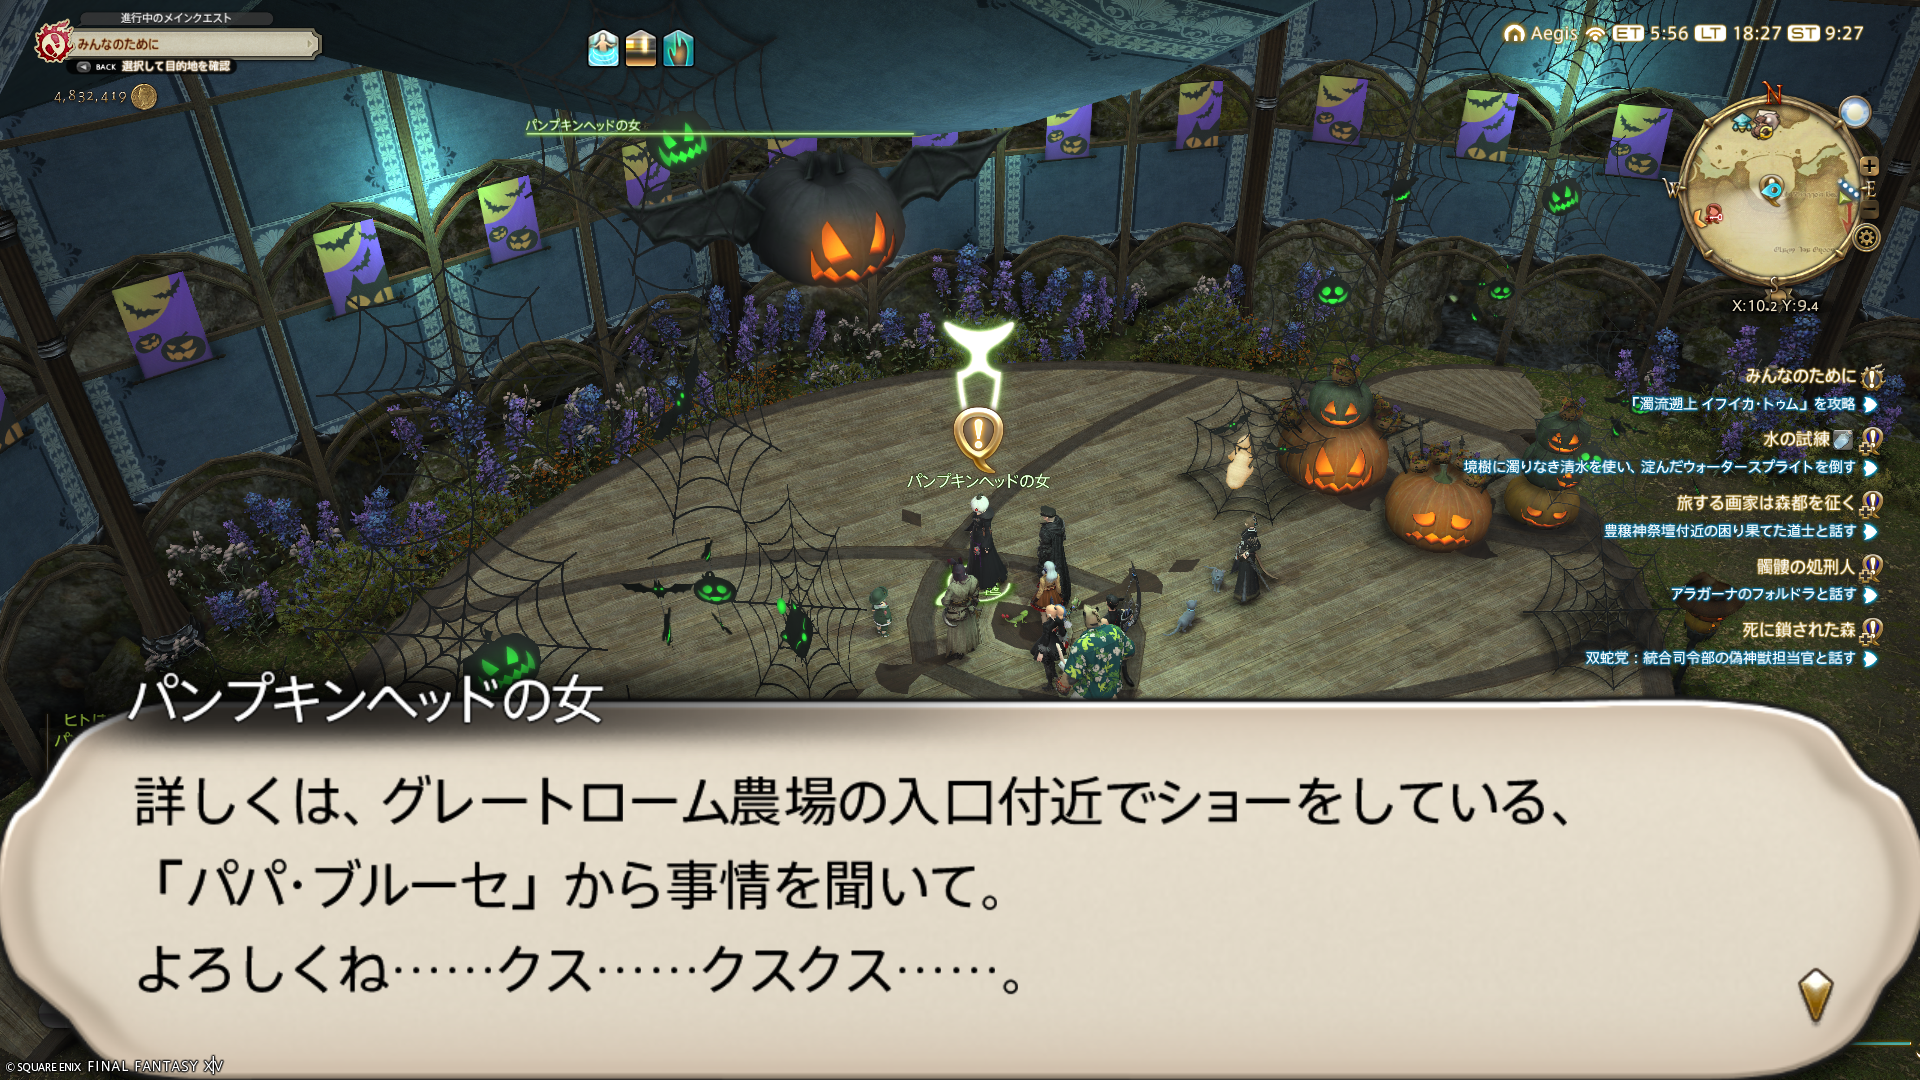 進行中のメインクエスト
みんなのために
BACK 選択して目的地を確認
4,832,419
Aegis ET 5:56 LT 18:27 ST 9:27
パンプキンヘッドの女
N
W
E
S
X:10.2 Y:9.4
みんなのために
「濁流遡上 イフイカ・トゥム」を攻略
水の試練
境樹に濁りなき清水を使い、淀んだウォータースプライトを倒す
旅する画家は森都を征く
豊穣神祭壇付近の困り果てた道士と話す
髑髏の処刑人
アラガーナのフォルドラと話す
死に鎖された森
双蛇党：統合司令部の偽神獣担当官と話す
パンプキンヘッドの女
ヒトは
パ
パンプキンヘッドの女
詳しくは、グレートローム農場の入口付近でショーをしている、
「パパ・ブルーセ」から事情を聞いて。
よろしくね……クス……クスクス……。
© SQUARE ENIX FINAL FANTASY XIV